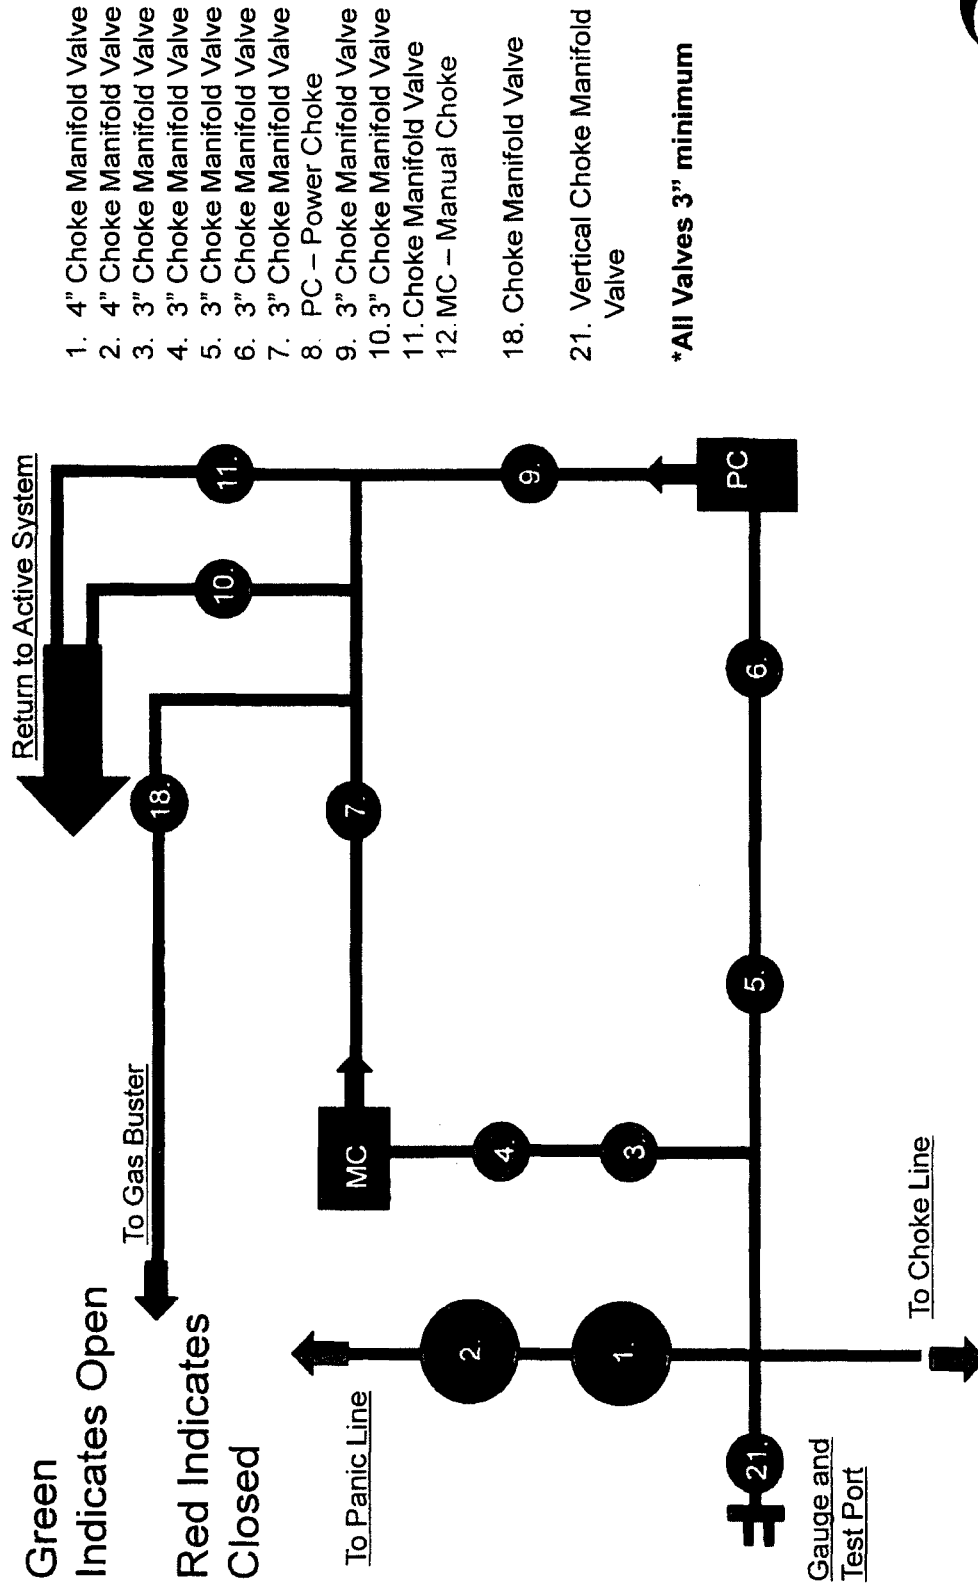 Green
Indicates Open
Red Indicates
Closed
To Gas Buster
Return to Active System
To Panic Line
Gauge and
Test Port
To Choke Line
MC
PC
1.
2.
3.
4.
5.
6.
7.
9.
10.
11.
18.
21.
1. 4” Choke Manifold Valve
2. 4” Choke Manifold Valve
3. 3” Choke Manifold Valve
4. 3” Choke Manifold Valve
5. 3” Choke Manifold Valve
6. 3” Choke Manifold Valve
7. 3” Choke Manifold Valve
8. PC – Power Choke
9. 3” Choke Manifold Valve
10. 3” Choke Manifold Valve
11. Choke Manifold Valve
12. MC – Manual Choke
18. Choke Manifold Valve
21. Vertical Choke Manifold
Valve
*All Valves 3” minimum